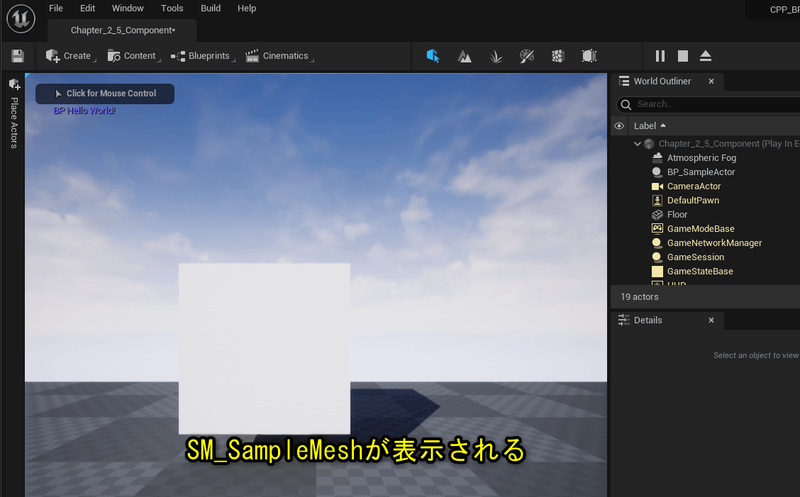 File Edit Window Tools Build Help
CPP_BP
Chapter_2_5_Component*
Create Content Blueprints Cinematics
Place Actors
Click for Mouse Control
BP Hello World!
World Outliner
Search...
Label
Chapter_2_5_Component (Play In E
Atmospheric Fog
BP_SampleActor
CameraActor
DefaultPawn
Floor
GameModeBase
GameNetworkManager
GameSession
GameStateBase
HUD
19 actors
Details
Select an object to view
SM_SampleMeshが表示される